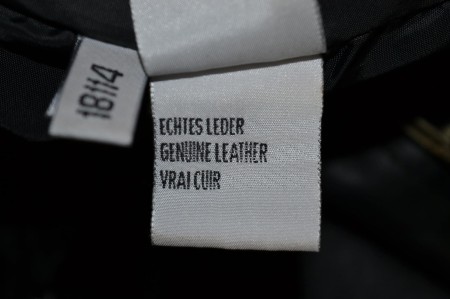 18114
ECHTES LEDER
GENUINE LEATHER
VRAI CUIR